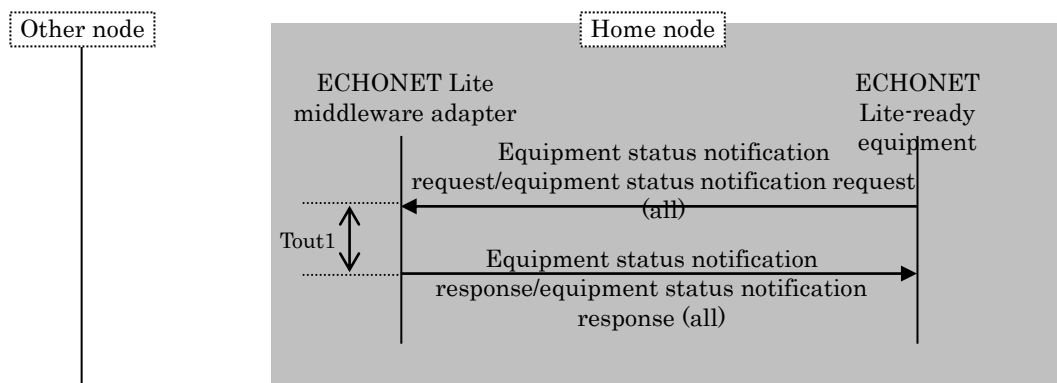 Other node
Home node
ECHONET Lite
middleware adapter
ECHONET
Lite-ready
equipment
Equipment status notification
request/equipment status notification request
(all)
Tout1
Equipment status notification
response/equipment status notification
response (all)